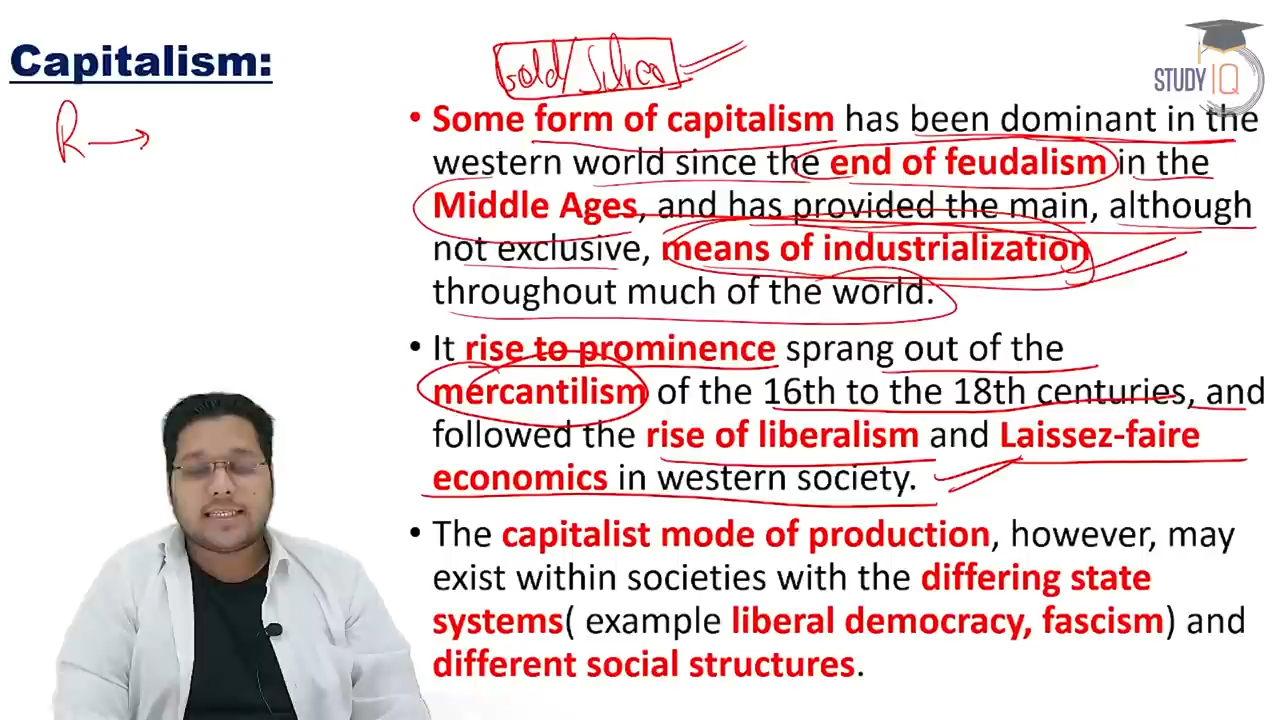 Capitalism:
Gold/Silver
STUDY IQ
R→
• Some form of capitalism has been dominant in the
western world since the end of feudalism in the
Middle Ages, and has provided the main, although
not exclusive, means of industrialization
throughout much of the world.
• It rise to prominence sprang out of the
mercantilism of the 16th to the 18th centuries, and
followed the rise of liberalism and Laissez-faire
economics in western society.
• The capitalist mode of production, however, may
exist within societies with the differing state
systems( example liberal democracy, fascism) and
different social structures.